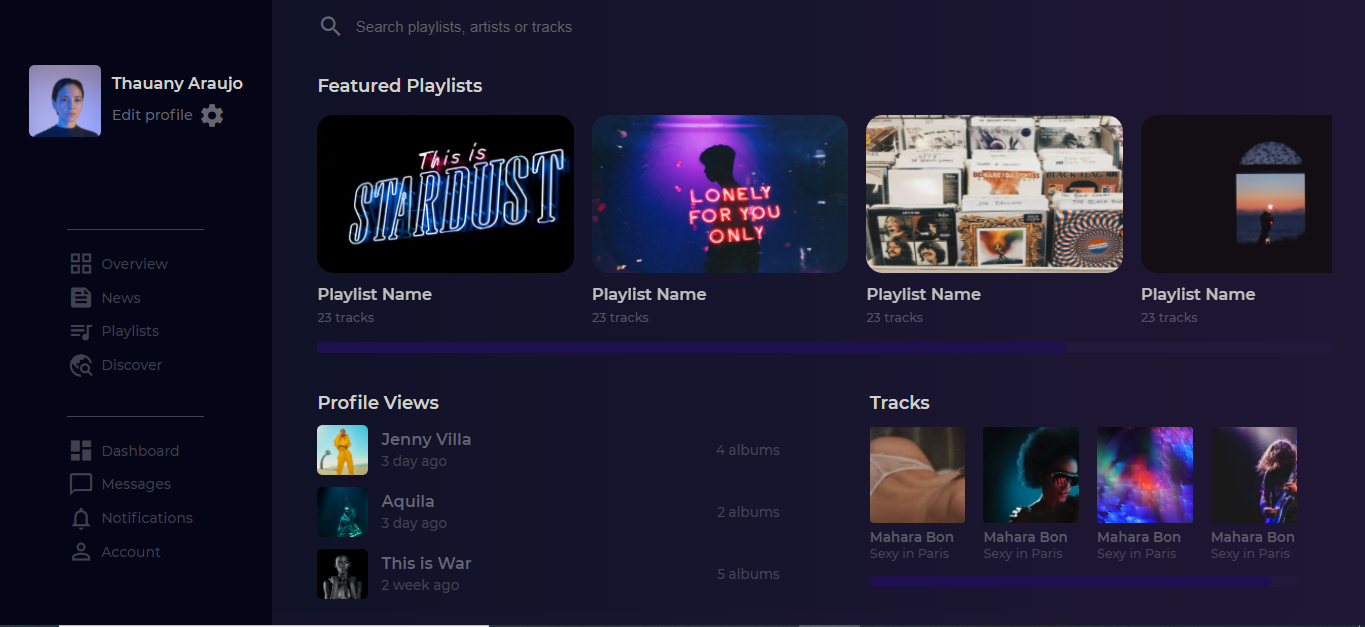 Search playlists, artists or tracks
Thauany Araujo
Edit profile
Overview
News
Playlists
Discover
Dashboard
Messages
Notifications
Account
Featured Playlists
This is
STARDUST
LONELY
FOR YOU
ONLY
BLACK FLAG
Playlist Name
23 tracks
Playlist Name
23 tracks
Playlist Name
23 tracks
Playlist Name
23 tracks
Profile Views
Jenny Villa
3 day ago
4 albums
Aquila
3 day ago
2 albums
This is War
2 week ago
5 albums
Tracks
Mahara Bon
Sexy in Paris
Mahara Bon
Sexy in Paris
Mahara Bon
Sexy in Paris
Mahara Bon
Sexy in Paris